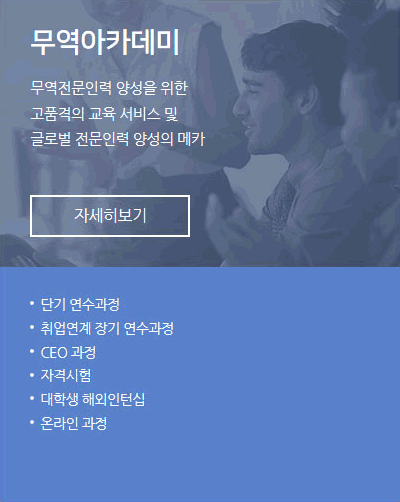 무역아카데미
무역전문인력 양성을 위한
고품격의 교육 서비스 및
글로벌 전문인력 양성의 메카
자세히보기
• 단기 연수과정
• 취업연계 장기 연수과정
• CEO 과정
• 자격시험
• 대학생 해외인턴십
• 온라인 과정